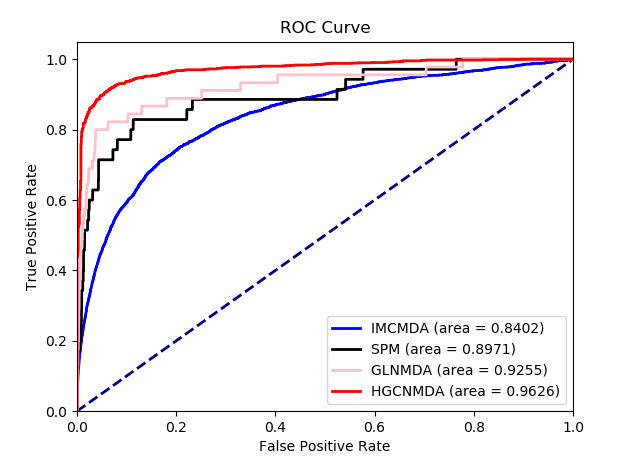 ROC Curve
True Positive Rate
1.0
0.8
0.6
0.4
0.2
0.0
IMCMDA (area = 0.8402)
SPM (area = 0.8971)
GLNMDA (area = 0.9255)
HGCNMDA (area = 0.9626)
0.0 0.2 0.4 0.6 0.8 1.0
False Positive Rate